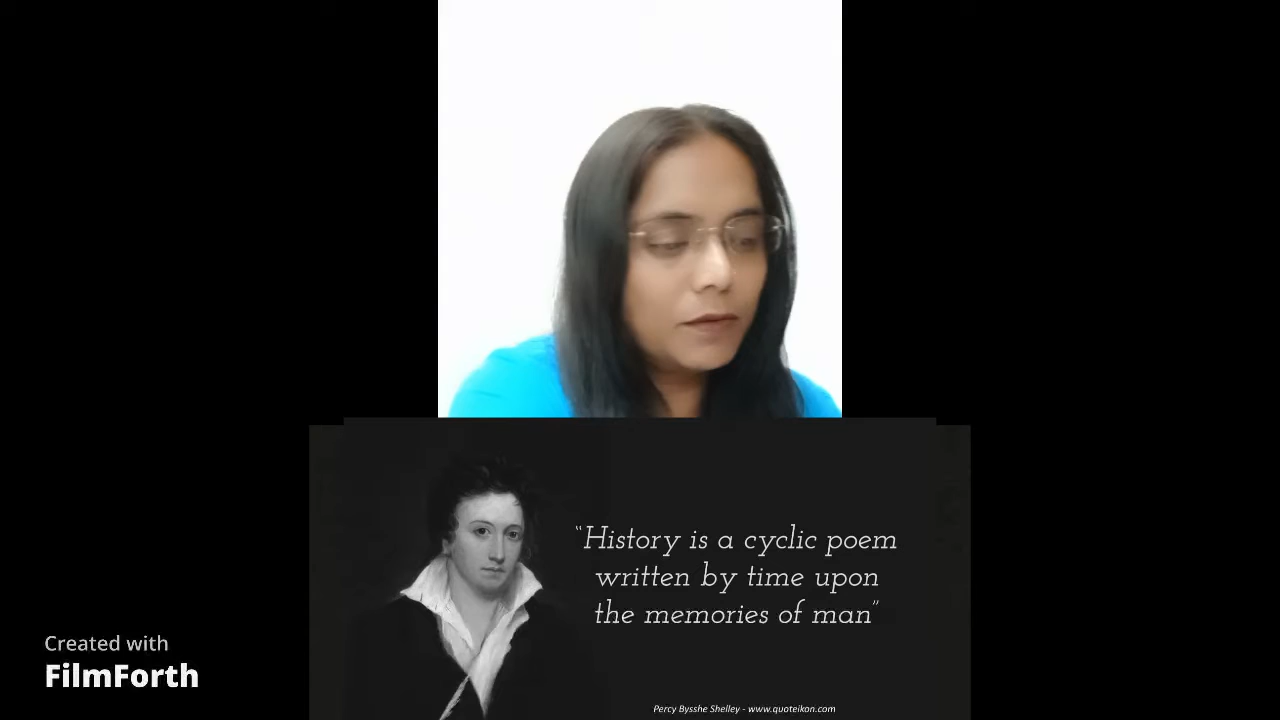 “History is a cyclic poem
written by time upon
the memories of man”
Created with
FilmForth
Percy Bysshe Shelley - www.quoteikon.com